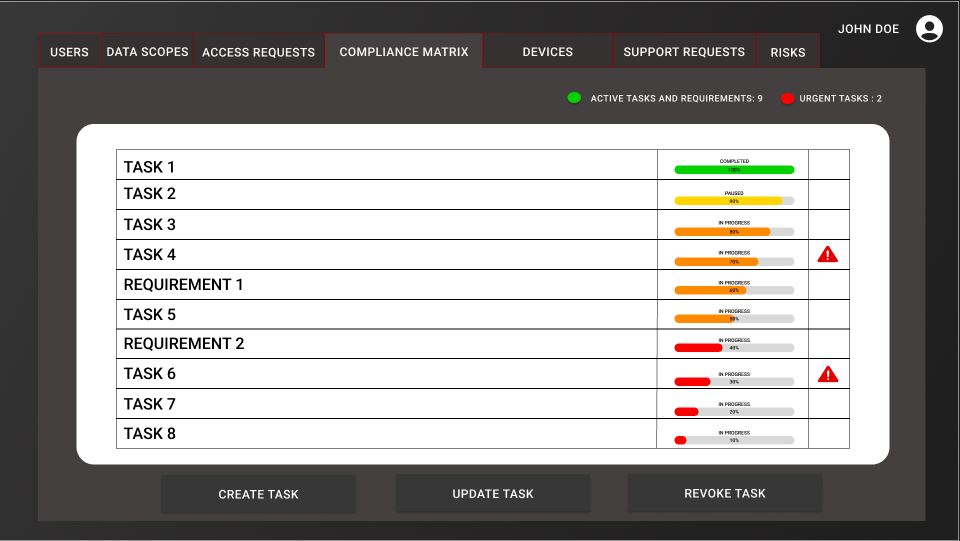 JOHN DOE
USERS DATA SCOPES ACCESS REQUESTS COMPLIANCE MATRIX DEVICES SUPPORT REQUESTS RISKS
ACTIVE TASKS AND REQUIREMENTS: 9 URGENT TASKS : 2
TASK 1 COMPLETED
100%
TASK 2 PAUSED
90%
TASK 3 IN PROGRESS
80%
TASK 4 IN PROGRESS
70%
REQUIREMENT 1 IN PROGRESS
60%
TASK 5 IN PROGRESS
50%
REQUIREMENT 2 IN PROGRESS
40%
TASK 6 IN PROGRESS
30%
TASK 7 IN PROGRESS
20%
TASK 8 IN PROGRESS
10%
CREATE TASK UPDATE TASK REVOKE TASK